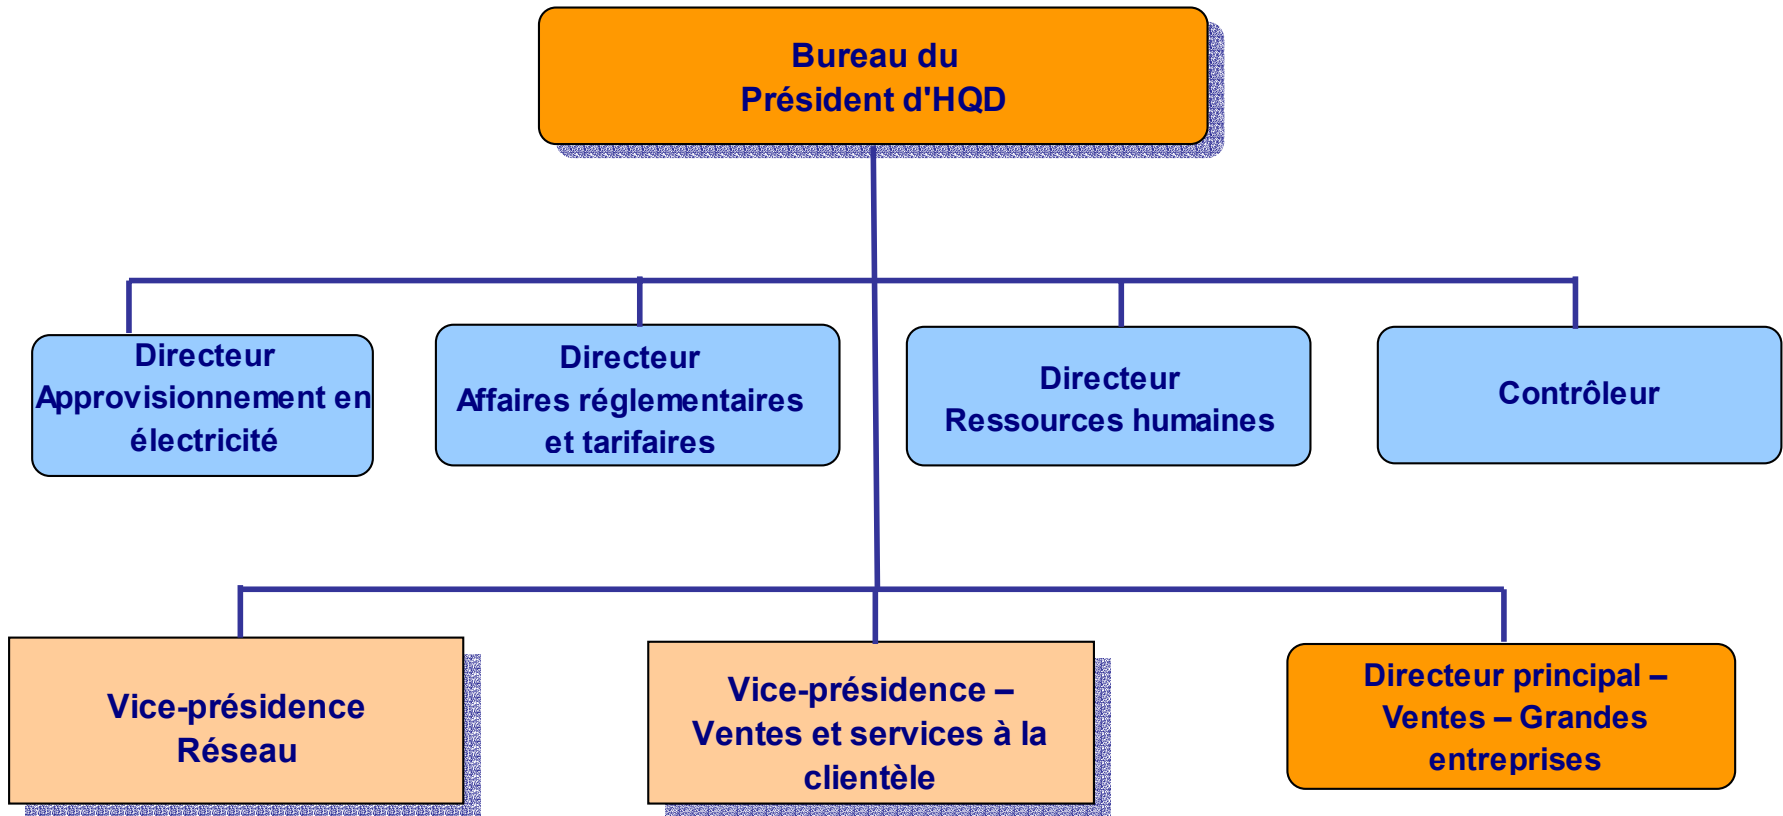 Bureau du
Président d'HQD
Directeur
Approvisionnement en
électricité
Directeur
Affaires réglementaires
et tarifaires
Directeur
Ressources humaines
Contrôleur
Vice-présidence
Réseau
Vice-présidence –
Ventes et services à la
clientèle
Directeur principal –
Ventes – Grandes
entreprises